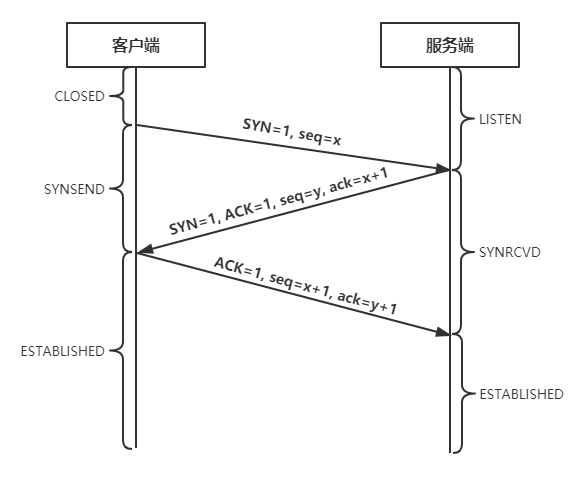 客户端
服务端
CLOSED
LISTEN
SYN=1, seq=x
SYNSEND
SYN=1, ACK=1, seq=y, ack=x+1
SYNRCVD
ACK=1, seq=x+1, ack=y+1
ESTABLISHED
ESTABLISHED